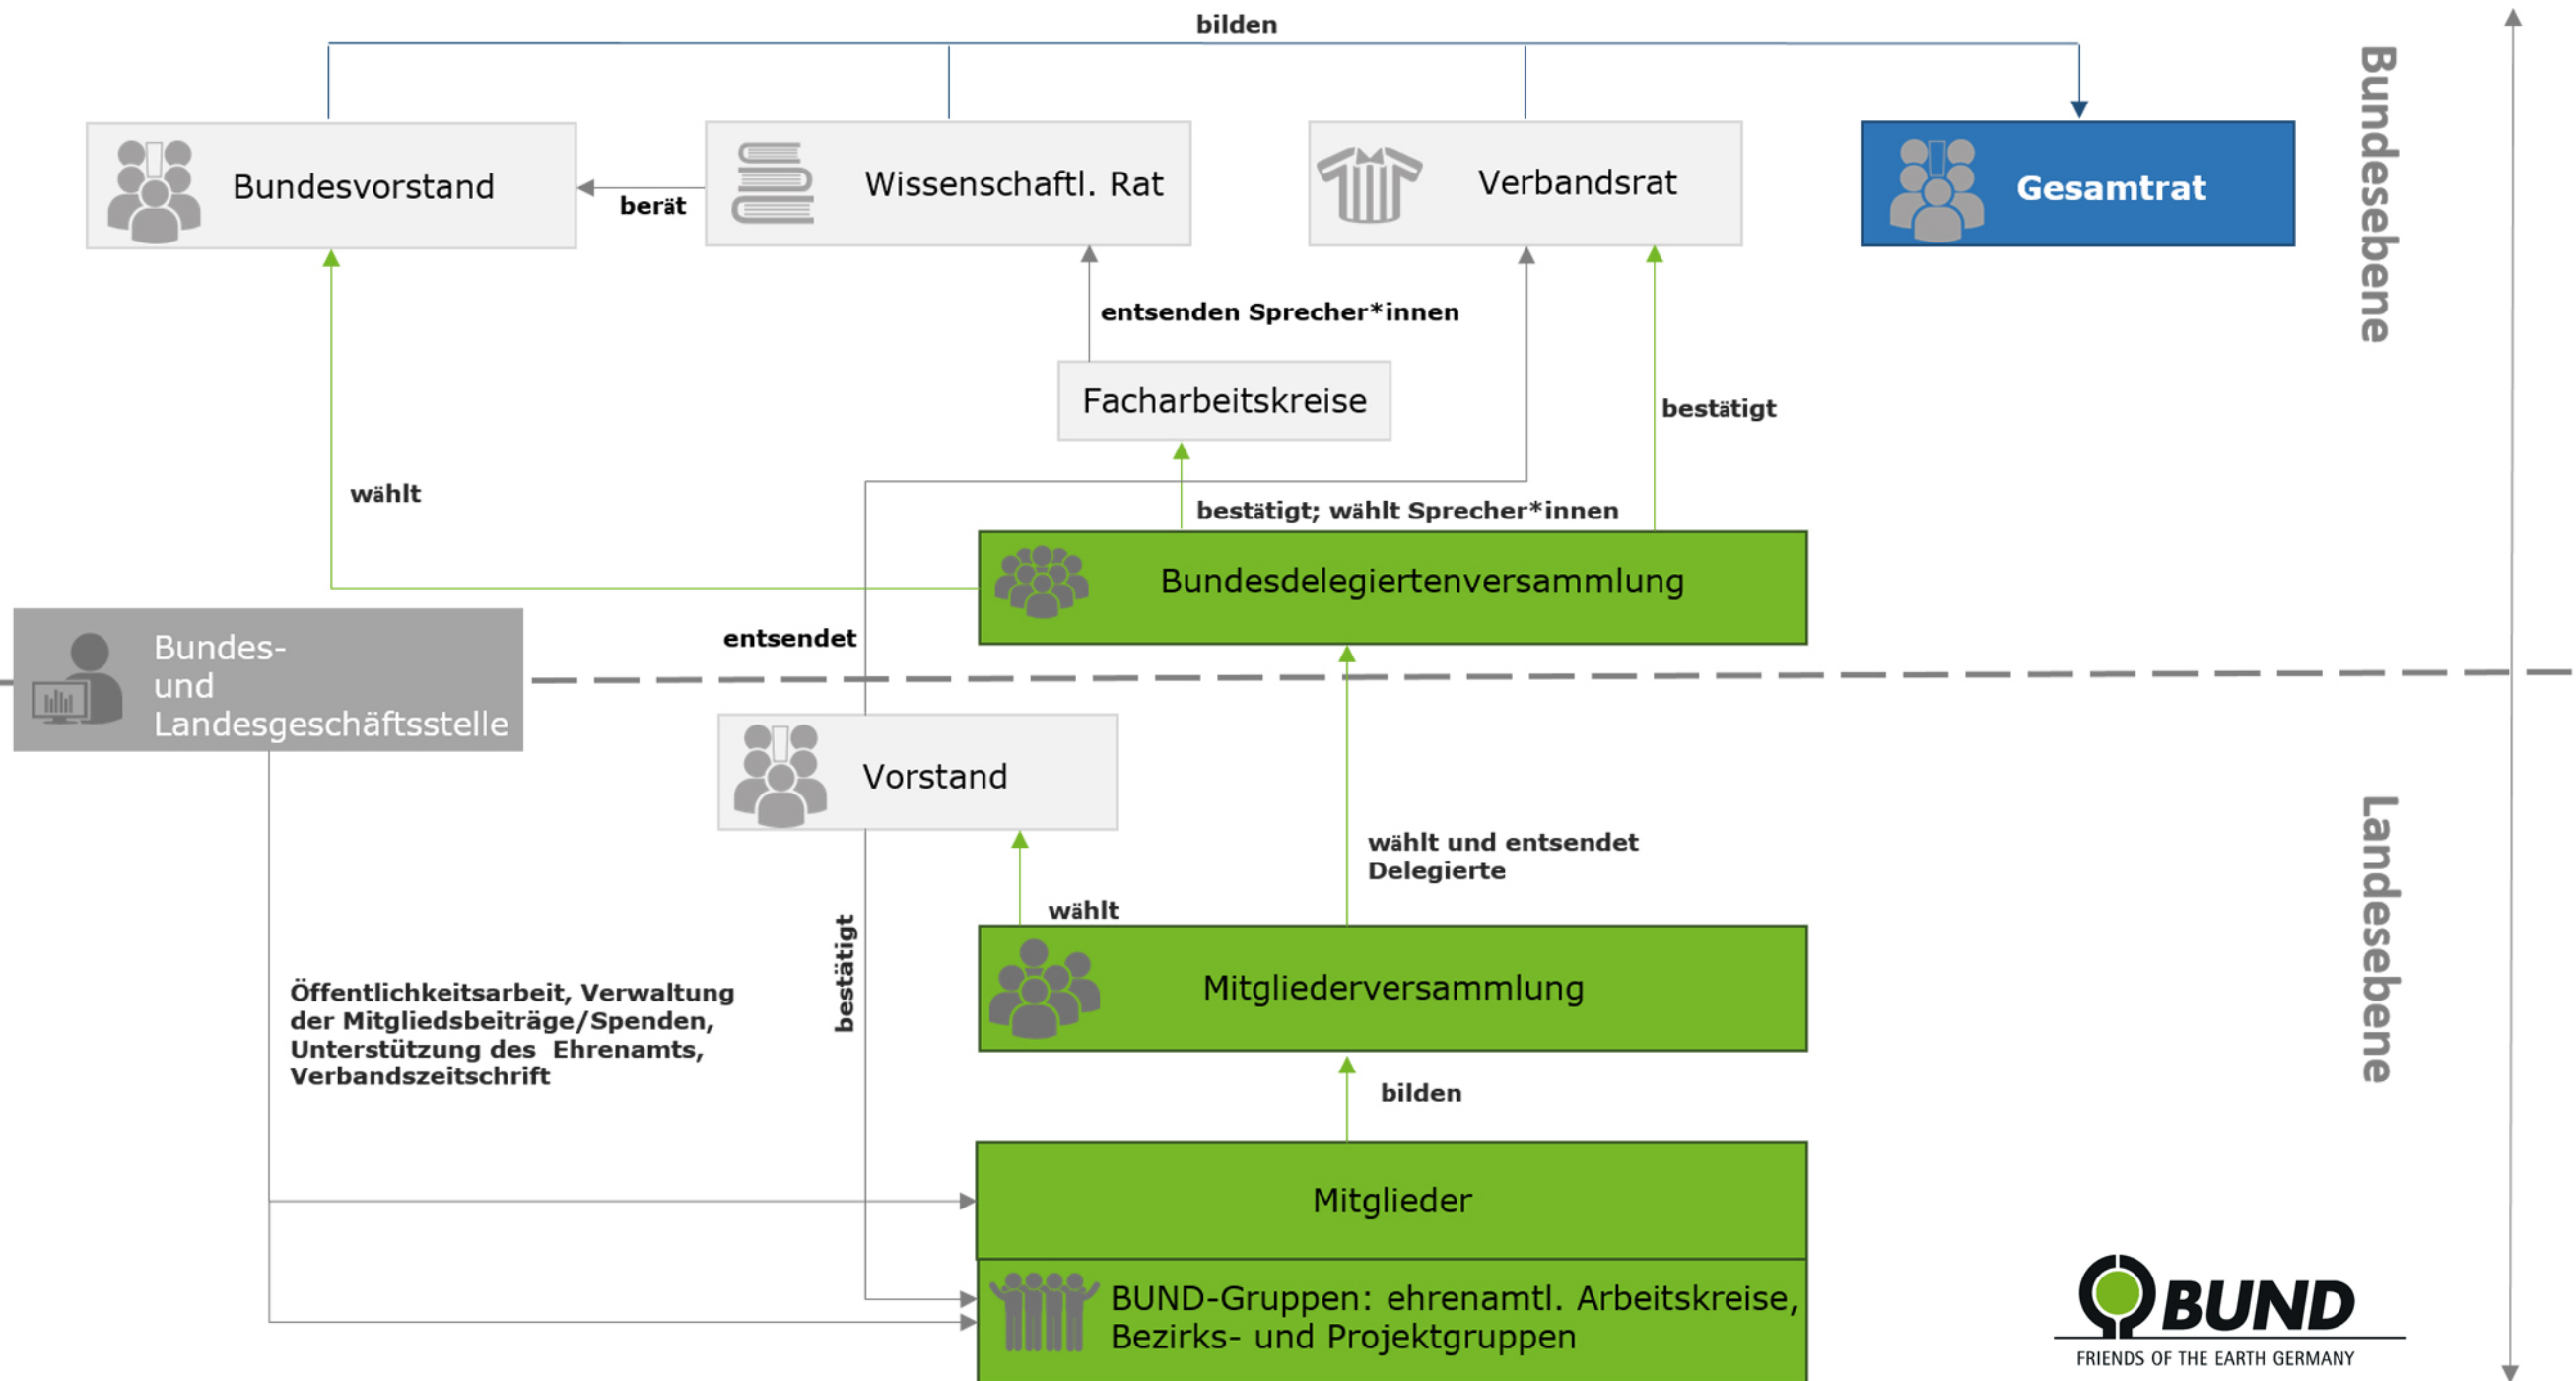 bilden
Bundesebene
Bundesvorstand
berät
Wissenschaftl. Rat
Verbandsrat
Gesamtrat
entsenden Sprecher*innen
Facharbeitskreise
bestätigt
wählt
bestätigt; wählt Sprecher*innen
Bundesdelegiertenversammlung
entsendet
Bundes-
und
Landesgeschäftsstelle
Vorstand
Landesebene
wählt und entsendet
Delegierte
wählt
bestätigt
Mitgliederversammlung
Öffentlichkeitsarbeit, Verwaltung
der Mitgliedsbeiträge/Spenden,
Unterstützung des Ehrenamts,
Verbandszeitschrift
bilden
Mitglieder
BUND-Gruppen: ehrenamtl. Arbeitskreise,
Bezirks- und Projektgruppen
BUND
FRIENDS OF THE EARTH GERMANY